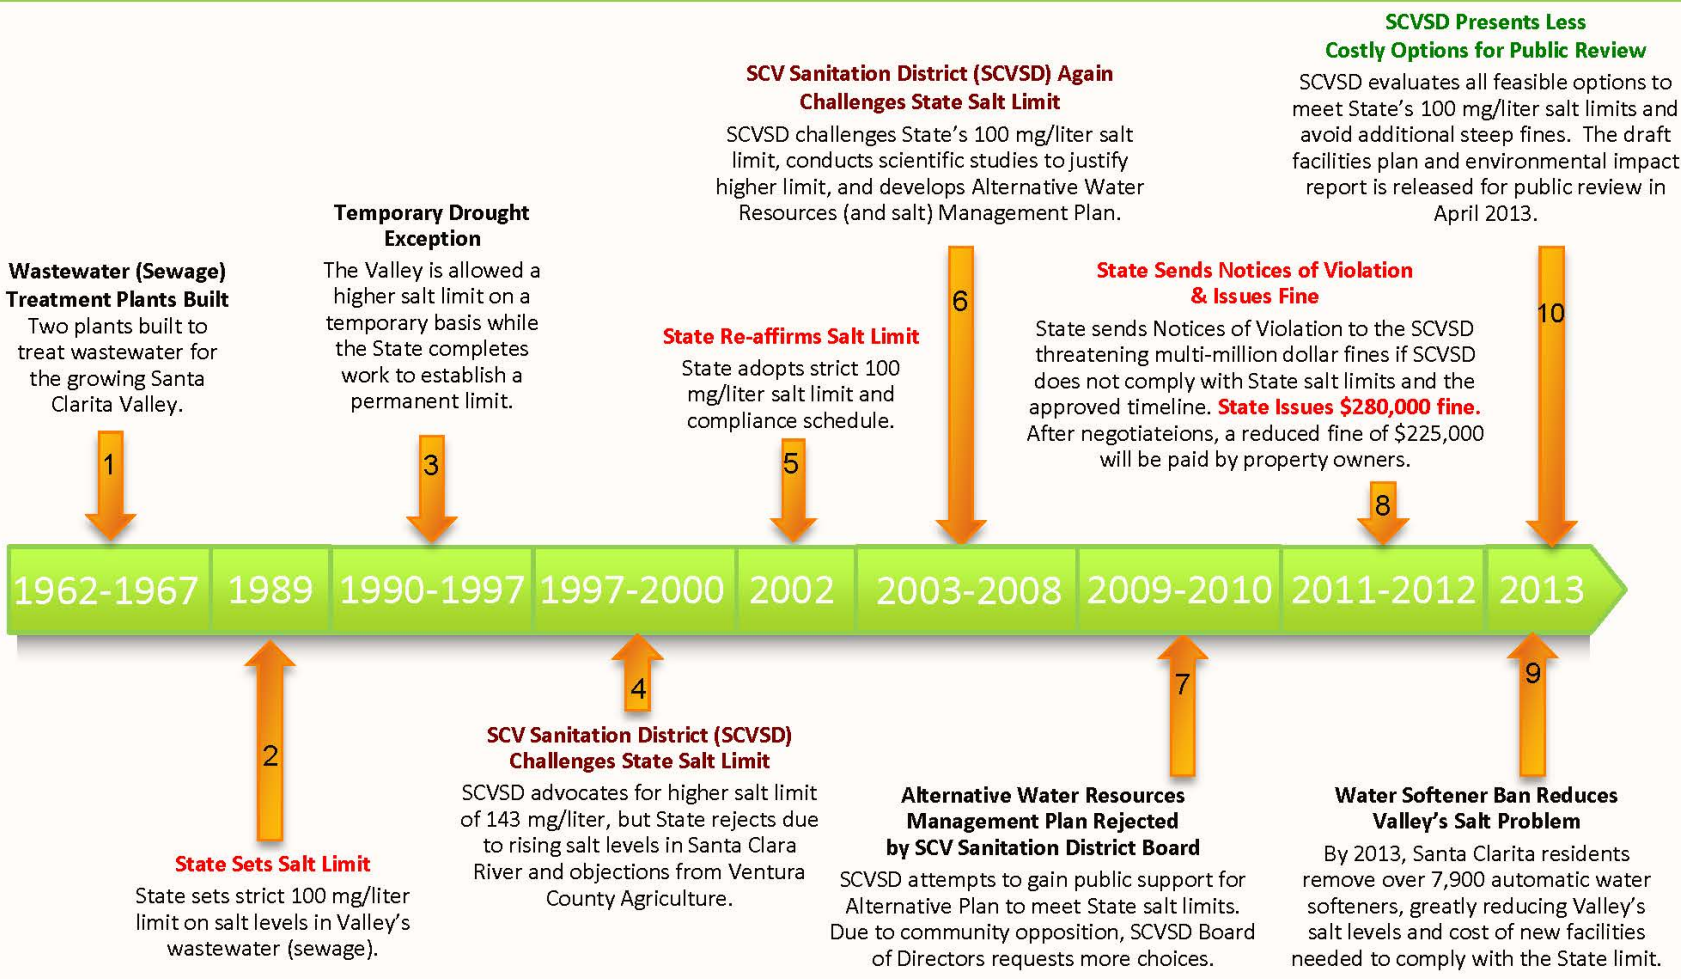 Wastewater (Sewage)
Treatment Plants Built
Two plants built to
treat wastewater for
the growing Santa
Clarita Valley.
1
Temporary Drought
Exception
The Valley is allowed a
higher salt limit on a
temporary basis while
the State completes
work to establish a
permanent limit.
3
State Re-affirms Salt Limit
State adopts strict 100
mg/liter salt limit and
compliance schedule.
5
SCV Sanitation District (SCVSD) Again
Challenges State Salt Limit
SCVSD challenges State's 100 mg/liter salt
limit, conducts scientific studies to justify
higher limit, and develops Alternative Water
Resources (and salt) Management Plan.
6
State Sends Notices of Violation
& Issues Fine
State sends Notices of Violation to the SCVSD
threatening multi-million dollar fines if SCVSD
does not comply with State salt limits and the
approved timeline. State Issues $280,000 fine.
After negotiateions, a reduced fine of $225,000
will be paid by property owners.
8
SCVSD Presents Less
Costly Options for Public Review
SCVSD evaluates all feasible options to
meet State's 100 mg/liter salt limits and
avoid additional steep fines. The draft
facilities plan and environmental impact
report is released for public review in
April 2013.
10
1962-1967 1989 1990-1997 1997-2000 2002 2003-2008 2009-2010 2011-2012 2013
2
State Sets Salt Limit
State sets strict 100 mg/liter
limit on salt levels in Valley's
wastewater (sewage).
4
SCV Sanitation District (SCVSD)
Challenges State Salt Limit
SCVSD advocates for higher salt limit
of 143 mg/liter, but State rejects due
to rising salt levels in Santa Clara
River and objections from Ventura
County Agriculture.
7
Alternative Water Resources
Management Plan Rejected
by SCV Sanitation District Board
SCVSD attempts to gain public support for
Alternative Plan to meet State salt limits.
Due to community opposition, SCVSD Board
of Directors requests more choices.
9
Water Softener Ban Reduces
Valley's Salt Problem
By 2013, Santa Clarita residents
remove over 7,900 automatic water
softeners, greatly reducing Valley's
salt levels and cost of new facilities
needed to comply with the State limit.